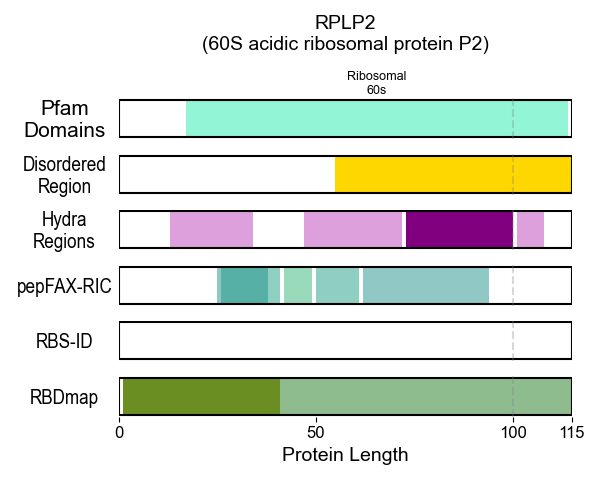 RPLP2
(60S acidic ribosomal protein P2)
Ribosomal
60s
Pfam
Domains
Disordered
Region
Hydra
Regions
pepFAX-RIC
RBS-ID
RBDmap
0 50 100 115
Protein Length